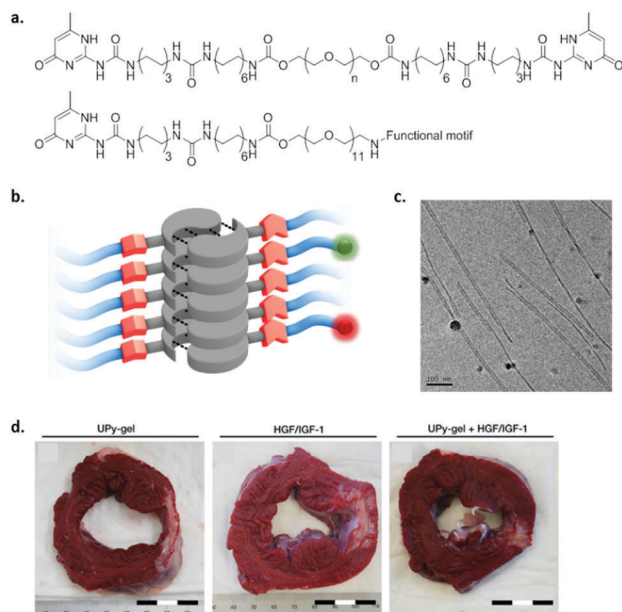 a.
O
NH
N
N
H
O
N
H
3
H
N
O
N
H
6
H
N
O
O
O
n
O
O
N
H
6
H
N
O
N
H
3
H
N
O
N
H
N
HN
O
O
NH
N
N
H
O
N
H
3
H
N
O
N
H
6
H
N
O
O
O
11
N
H
Functional motif
b.
c.
100 nm
d.
UPy-gel
HGF/IGF-1
UPy-gel + HGF/IGF-1